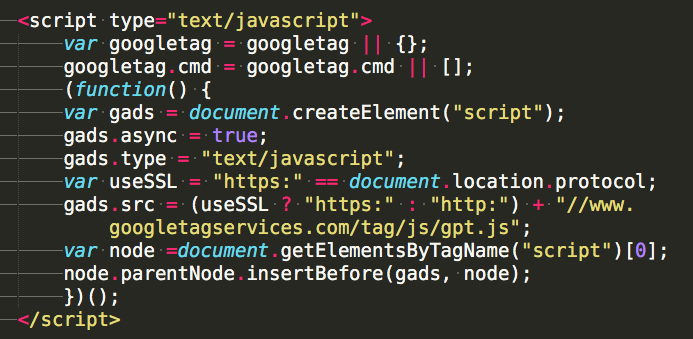 <script type="text/javascript">
var googletag = googletag || {};
googletag.cmd = googletag.cmd || [];
(function() {
var gads = document.createElement("script");
gads.async = true;
gads.type = "text/javascript";
var useSSL = "https:" == document.location.protocol;
gads.src = (useSSL ? "https:" : "http:") + "//www.
googletagservices.com/tag/js/gpt.js";
var node =document.getElementsByTagName("script")[0];
node.parentNode.insertBefore(gads, node);
})();
</script>